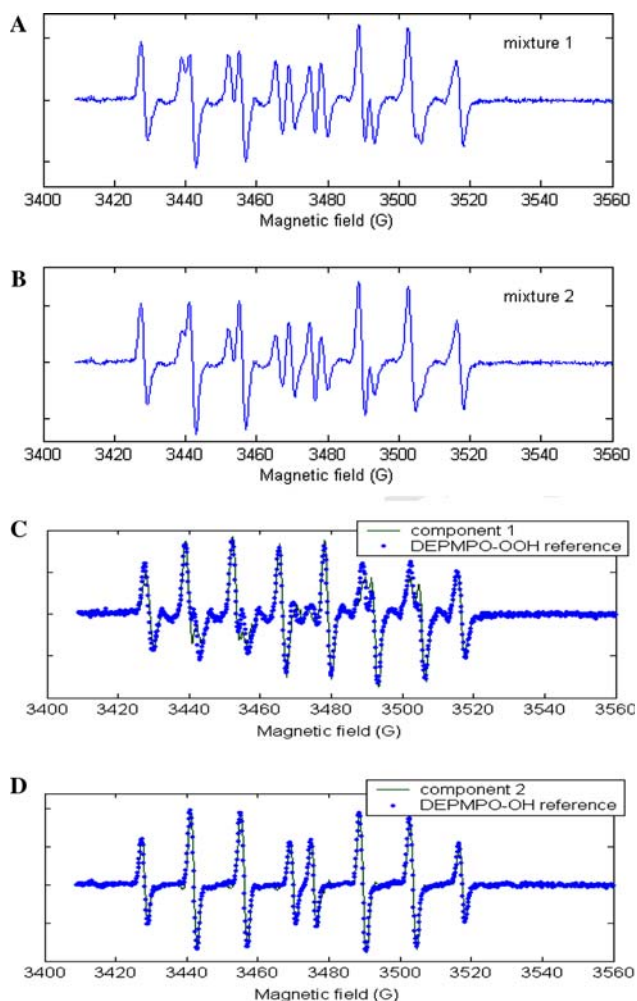 A
mixture 1
3400 3420 3440 3460 3480 3500 3520 3540 3560
Magnetic field (G)
B
mixture 2
3400 3420 3440 3460 3480 3500 3520 3540 3560
Magnetic field (G)
C
component 1
DEPMPO-OOH reference
3400 3420 3440 3460 3480 3500 3520 3540 3560
Magnetic field (G)
D
component 2
DEPMPO-OH reference
3400 3420 3440 3460 3480 3500 3520 3540 3560
Magnetic field (G)